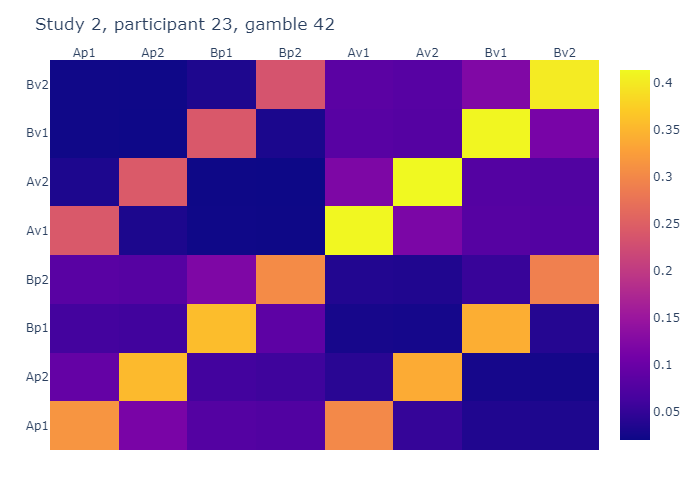 Study 2, participant 23, gamble 42
Ap1 Ap2 Bp1 Bp2 Av1 Av2 Bv1 Bv2
Bv2
Bv1
Av2
Av1
Bp2
Bp1
Ap2
Ap1
0.4
0.35
0.3
0.25
0.2
0.15
0.1
0.05